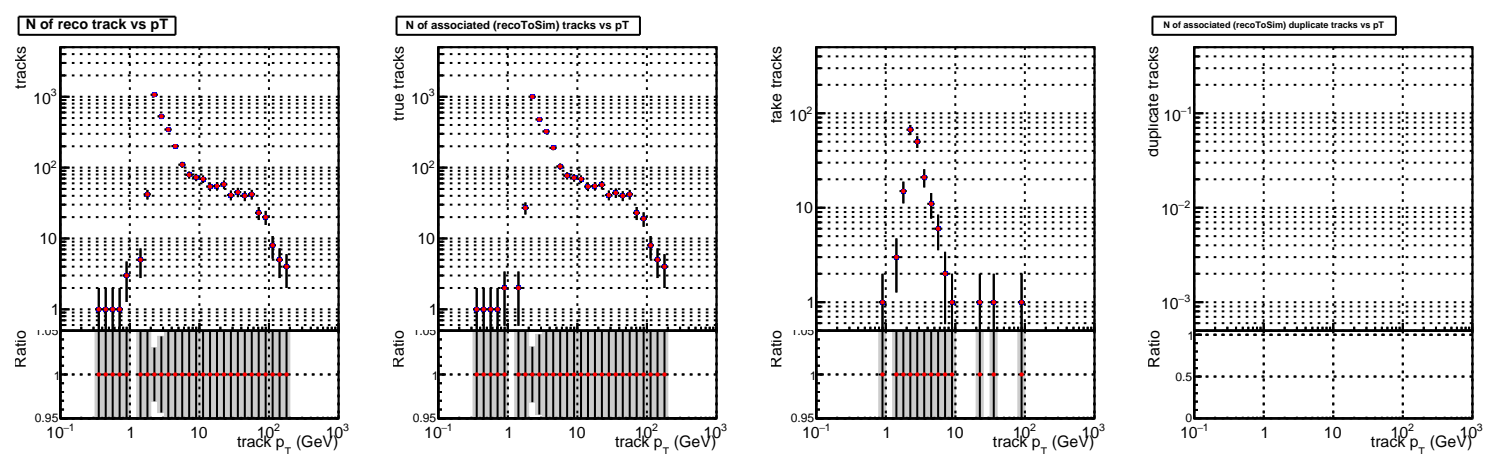 N of reco track vs pT
tracks
10³
10²
10
1
1.05
Ratio
1
0.95
10⁻¹ 1 10 10² 10³
track p_T (GeV)
N of associated (recoToSim) tracks vs pT
true tracks
10³
10²
10
1
1.05
Ratio
1
0.95
10⁻¹ 1 10 10² 10³
track p_T (GeV)
fake tracks
10²
10
1
1.05
Ratio
1
0.95
10⁻¹ 1 10 10² 10³
track p_T (GeV)
N of associated (recoToSim) duplicate tracks vs pT
duplicate tracks
10⁻¹
10⁻²
10⁻³
Ratio
1
0.5
0
10⁻¹ 1 10 10² 10³
track p_T (GeV)